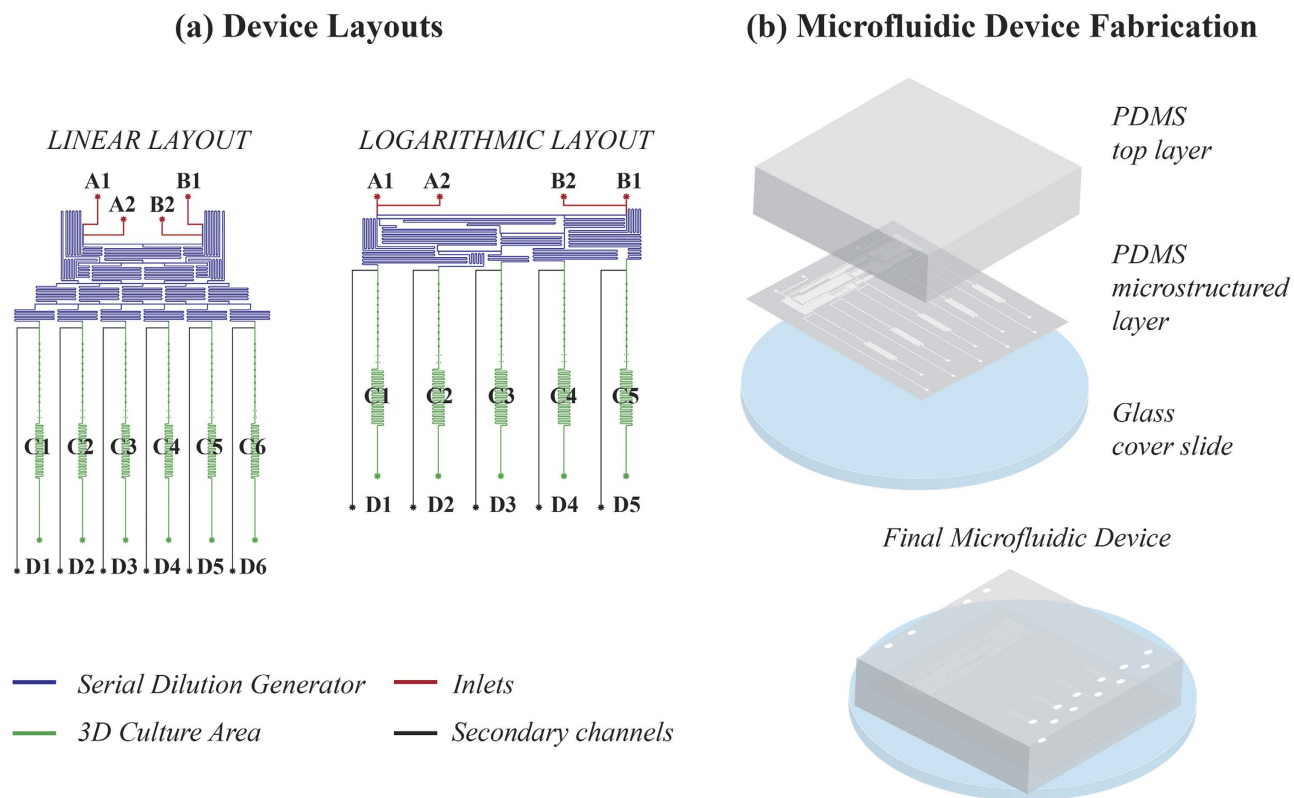 (a) Device Layouts
(b) Microfluidic Device Fabrication
LINEAR LAYOUT
LOGARITHMIC LAYOUT
A1
B1
A2
B2
A1
A2
B2
B1
C1
C2
C3
C4
C5
C6
C1
C2
C3
C4
C5
D1
D2
D3
D4
D5
D6
D1
D2
D3
D4
D5
Serial Dilution Generator
Inlets
3D Culture Area
Secondary channels
PDMS
top layer
PDMS
microstructured
layer
Glass
cover slide
Final Microfluidic Device